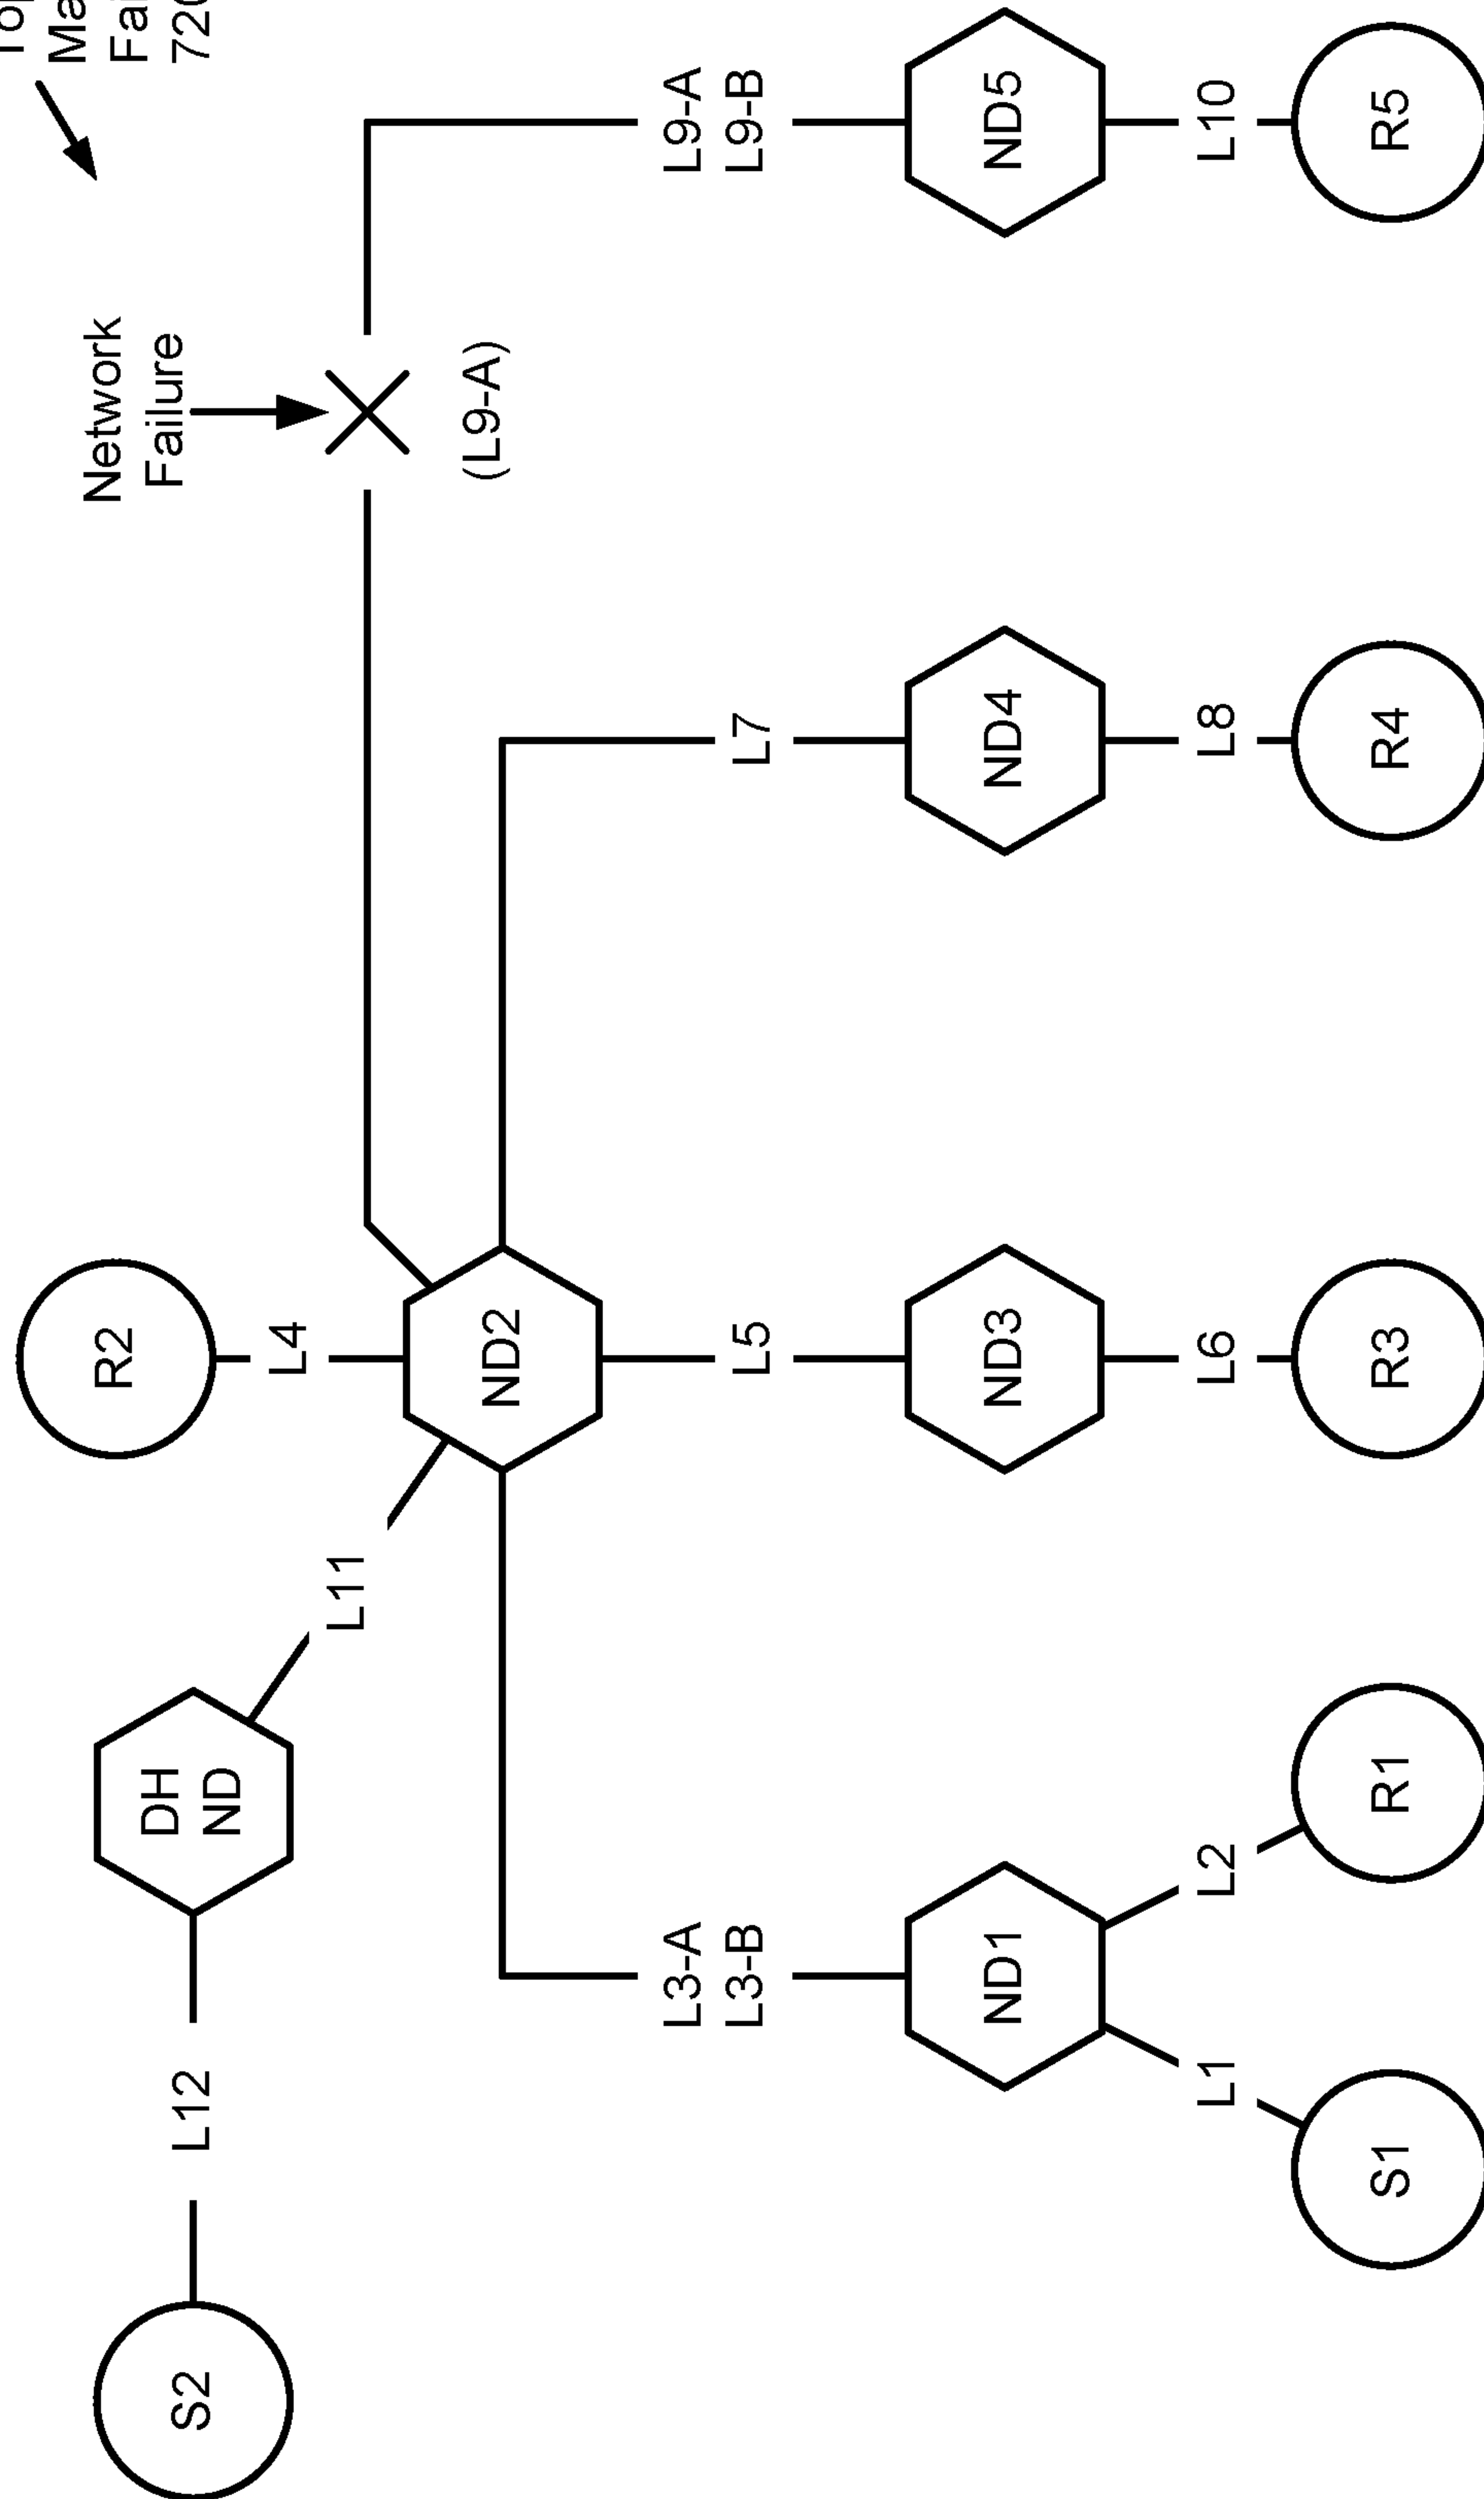 R2
Network
Failure
S2
L12
DH
ND
L4
L11
(L9-A)
ND2
L3-A
L3-B
L5
L7
L9-A
L9-B
ND1
ND3
ND4
ND5
L1
L2
L6
L8
L10
S1
R1
R3
R4
R5